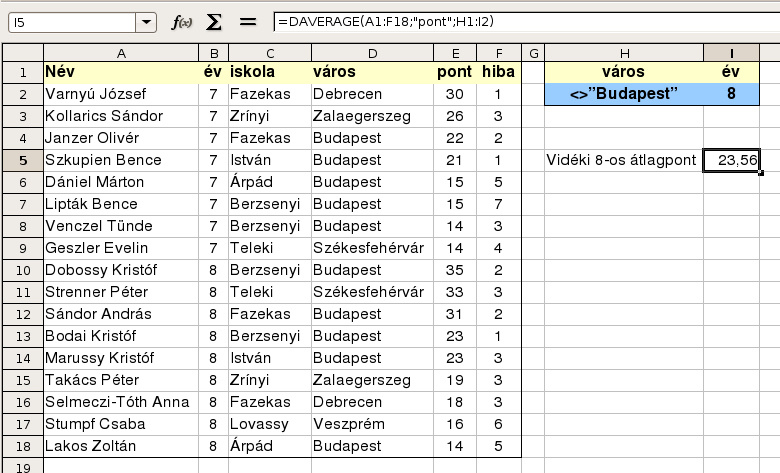 I5 f(x) Σ = =DAVERAGE(A1:F18;"pont";H1:I2)
A B C D E F G H I
1 Név év iskola város pont hiba város év
2 Varnyú József 7 Fazekas Debrecen 30 1 <>”Budapest” 8
3 Kollarics Sándor 7 Zrínyi Zalaegerszeg 26 3
4 Janzer Olivér 7 Fazekas Budapest 22 2
5 Szkupien Bence 7 István Budapest 21 1 Vidéki 8-os átlagpont 23,56
6 Dániel Márton 7 Árpád Budapest 15 5
7 Lipták Bence 7 Berzsenyi Budapest 15 7
8 Venczel Tünde 7 Berzsenyi Budapest 14 3
9 Geszler Evelin 7 Teleki Székesfehérvár 14 4
10 Dobossy Kristóf 8 Berzsenyi Budapest 35 2
11 Strenner Péter 8 Teleki Székesfehérvár 33 3
12 Sándor András 8 Fazekas Budapest 31 2
13 Bodai Kristóf 8 Berzsenyi Budapest 23 1
14 Marussy Kristóf 8 István Budapest 23 3
15 Takács Péter 8 Zrínyi Zalaegerszeg 19 3
16 Selmeczi-Tóth Anna 8 Fazekas Debrecen 18 3
17 Stumpf Csaba 8 Lovassy Veszprém 16 6
18 Lakos Zoltán 8 Árpád Budapest 14 5
19